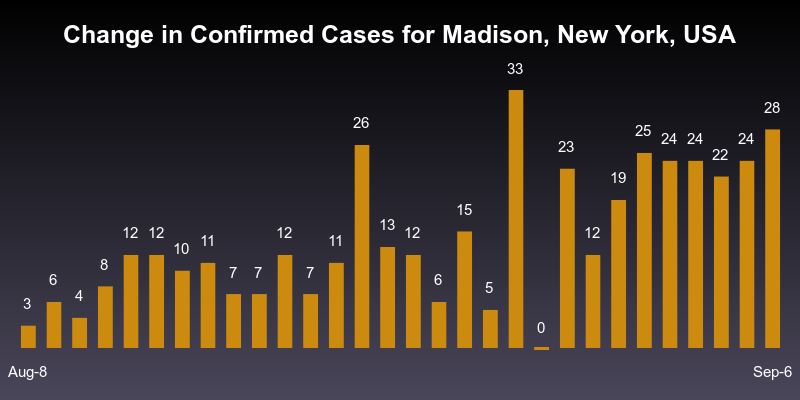 Change in Confirmed Cases for Madison, New York, USA
3 6 4 8 12 12 10 11 7 7 12 7 11 26 13 12 6 15 5 33 0 23 12 19 25 24 24 22 24 28
Aug-8 Sep-6